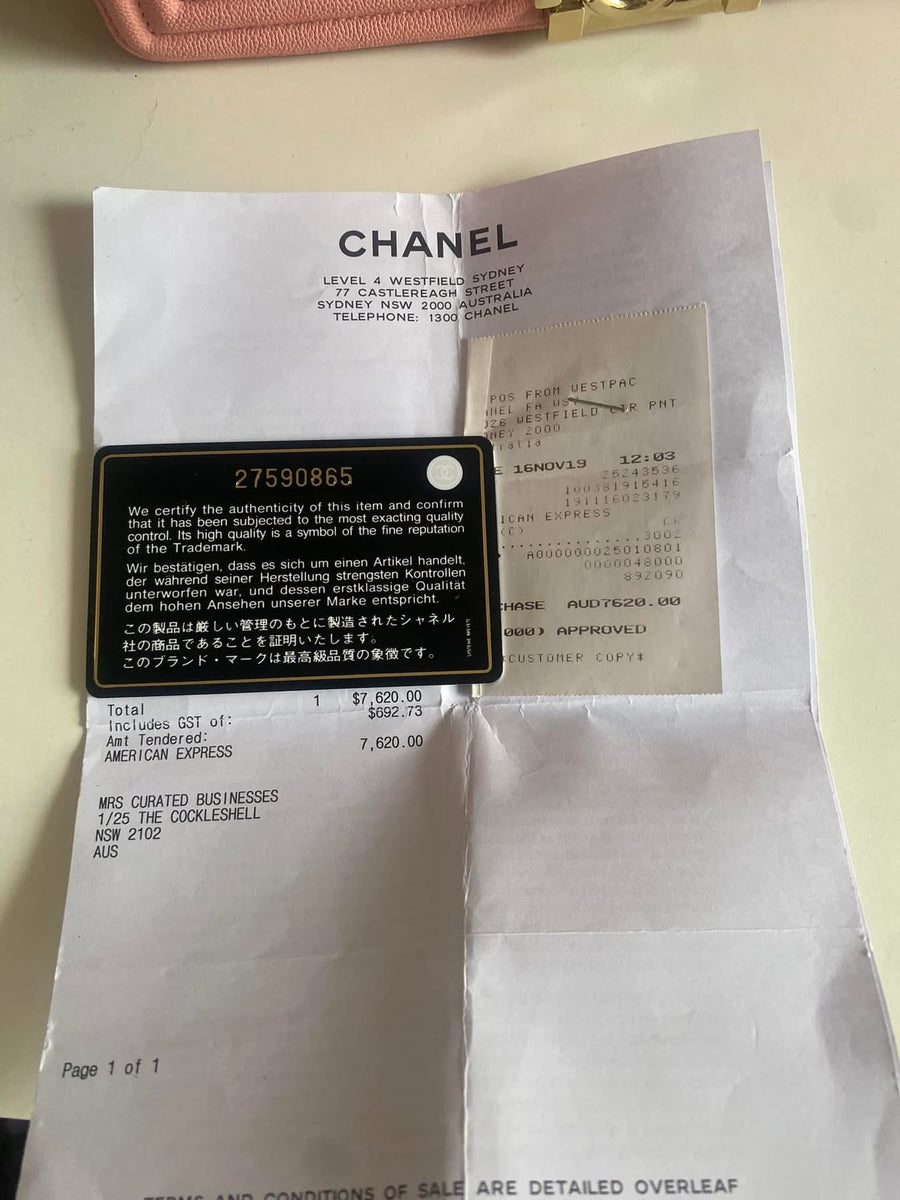 CHANEL
LEVEL 4 WESTFIELD SYDNEY
77 CASTLEREAGH STREET
SYDNEY NSW 2000 AUSTRALIA
TELEPHONE: 1300 CHANEL
POS FROM WESTPAC
WESTFIELD CTR PNT
NEY 2000
tralia
E 16NOV19 12:03
25243536
100381915416
191116023179
ICAN EXPRESS
(C) CR
..............3002
A000000025010801
0000048000
892090
CHASE AUD7620.00
000) APPROVED
*CUSTOMER COPY*
27590865
We certify the authenticity of this item and confirm
that it has been subjected to the most exacting quality
control. Its high quality is a symbol of the fine reputation
of the Trademark.
Wir bestätigen, dass es sich um einen Artikel handelt,
der während seiner Herstellung strengsten Kontrollen
unterworfen war, und dessen erstklassige Qualität
dem hohen Ansehen unserer Marke entspricht.
この製品は厳しい管理のもとに製造されたシャネル
社の商品であることを証明いたします。
このブランド・マークは最高級品質の象徴です。
Total 1 $7,620.00
Includes GST of: $692.73
Amt Tendered:
AMERICAN EXPRESS 7,620.00
MRS CURATED BUSINESSES
1/25 THE COCKLESHELL
NSW 2102
AUS
Page 1 of 1
TERMS AND CONDITIONS OF SALE ARE DETAILED OVERLEAF